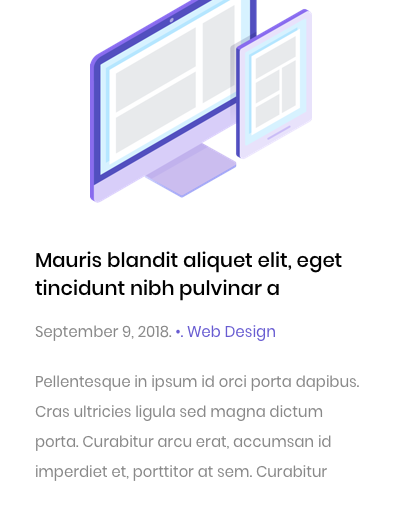 Mauris blandit aliquet elit, eget
tincidunt nibh pulvinar a
September 9, 2018. •. Web Design
Pellentesque in ipsum id orci porta dapibus.
Cras ultricies ligula sed magna dictum
porta. Curabitur arcu erat, accumsan id
imperdiet et, porttitor at sem. Curabitur